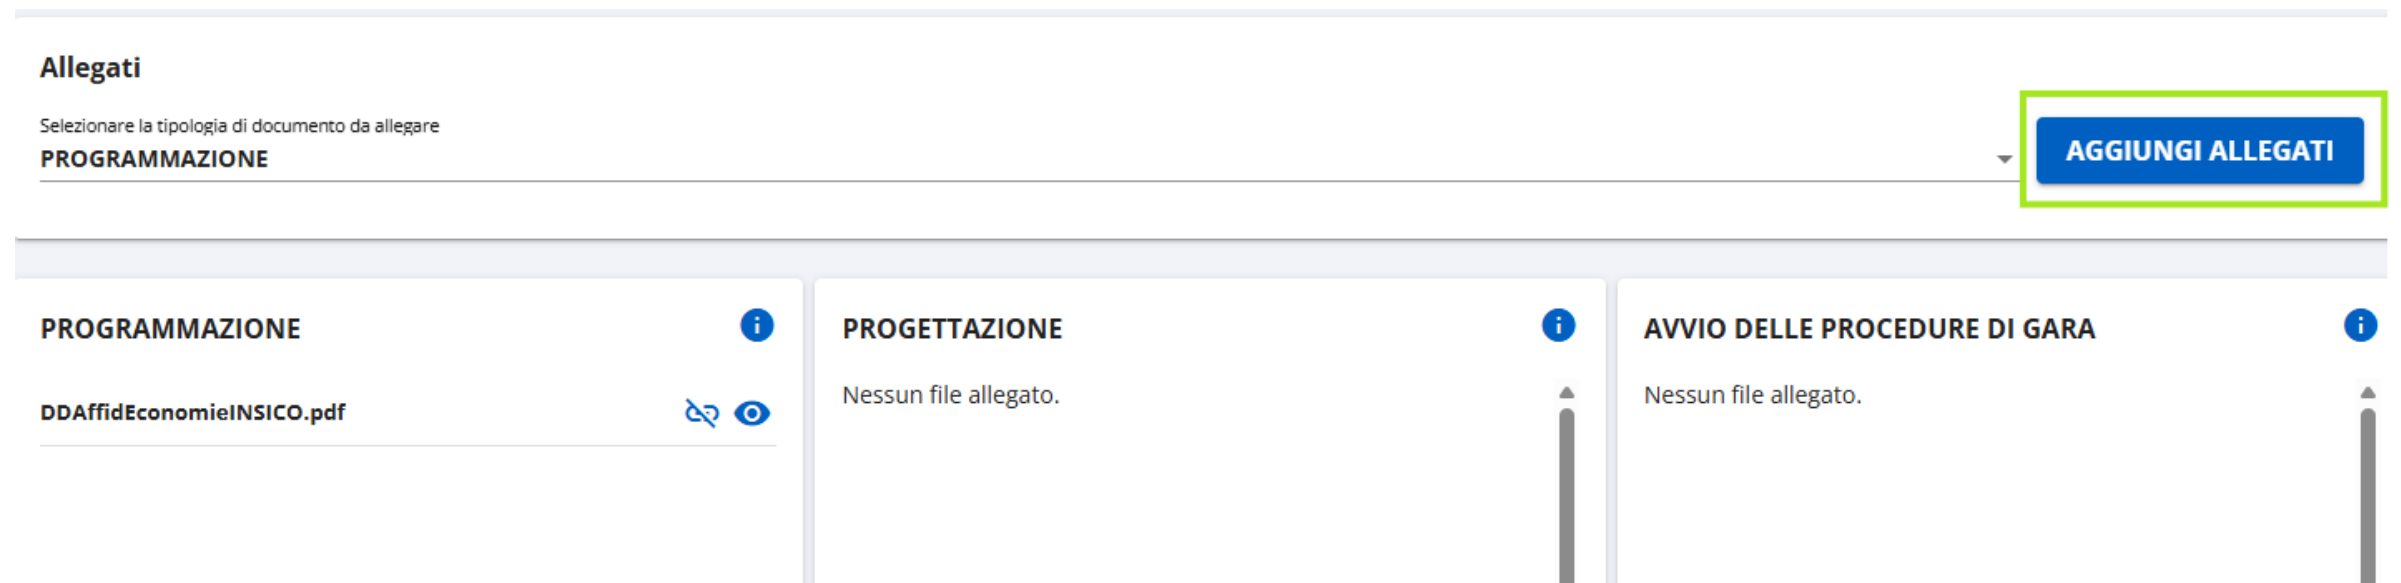 Allegati
Selezionare la tipologia di documento da allegare
PROGRAMMAZIONE
AGGIUNGI ALLEGATI
PROGRAMMAZIONE
DDAffidEconomieINSICO.pdf
PROGETTAZIONE
Nessun file allegato.
AVVIO DELLE PROCEDURE DI GARA
Nessun file allegato.